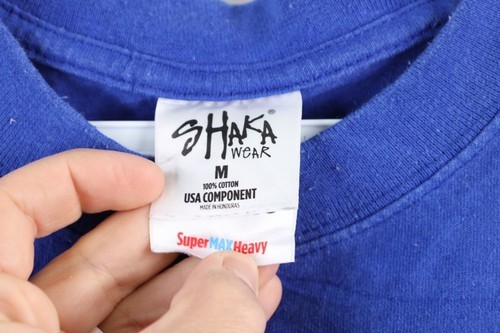 SHAKA
WEAR
M
100% COTTON
USA COMPONENT
MADE IN HONDURAS
SuperMAXHeavy